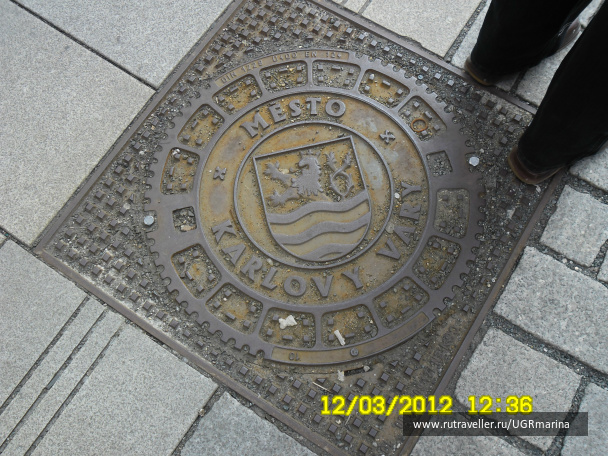 MĚSTO
KARLOVY VARY
12/03/2012 12:36
www.rutraveller.ru/UGRmarina